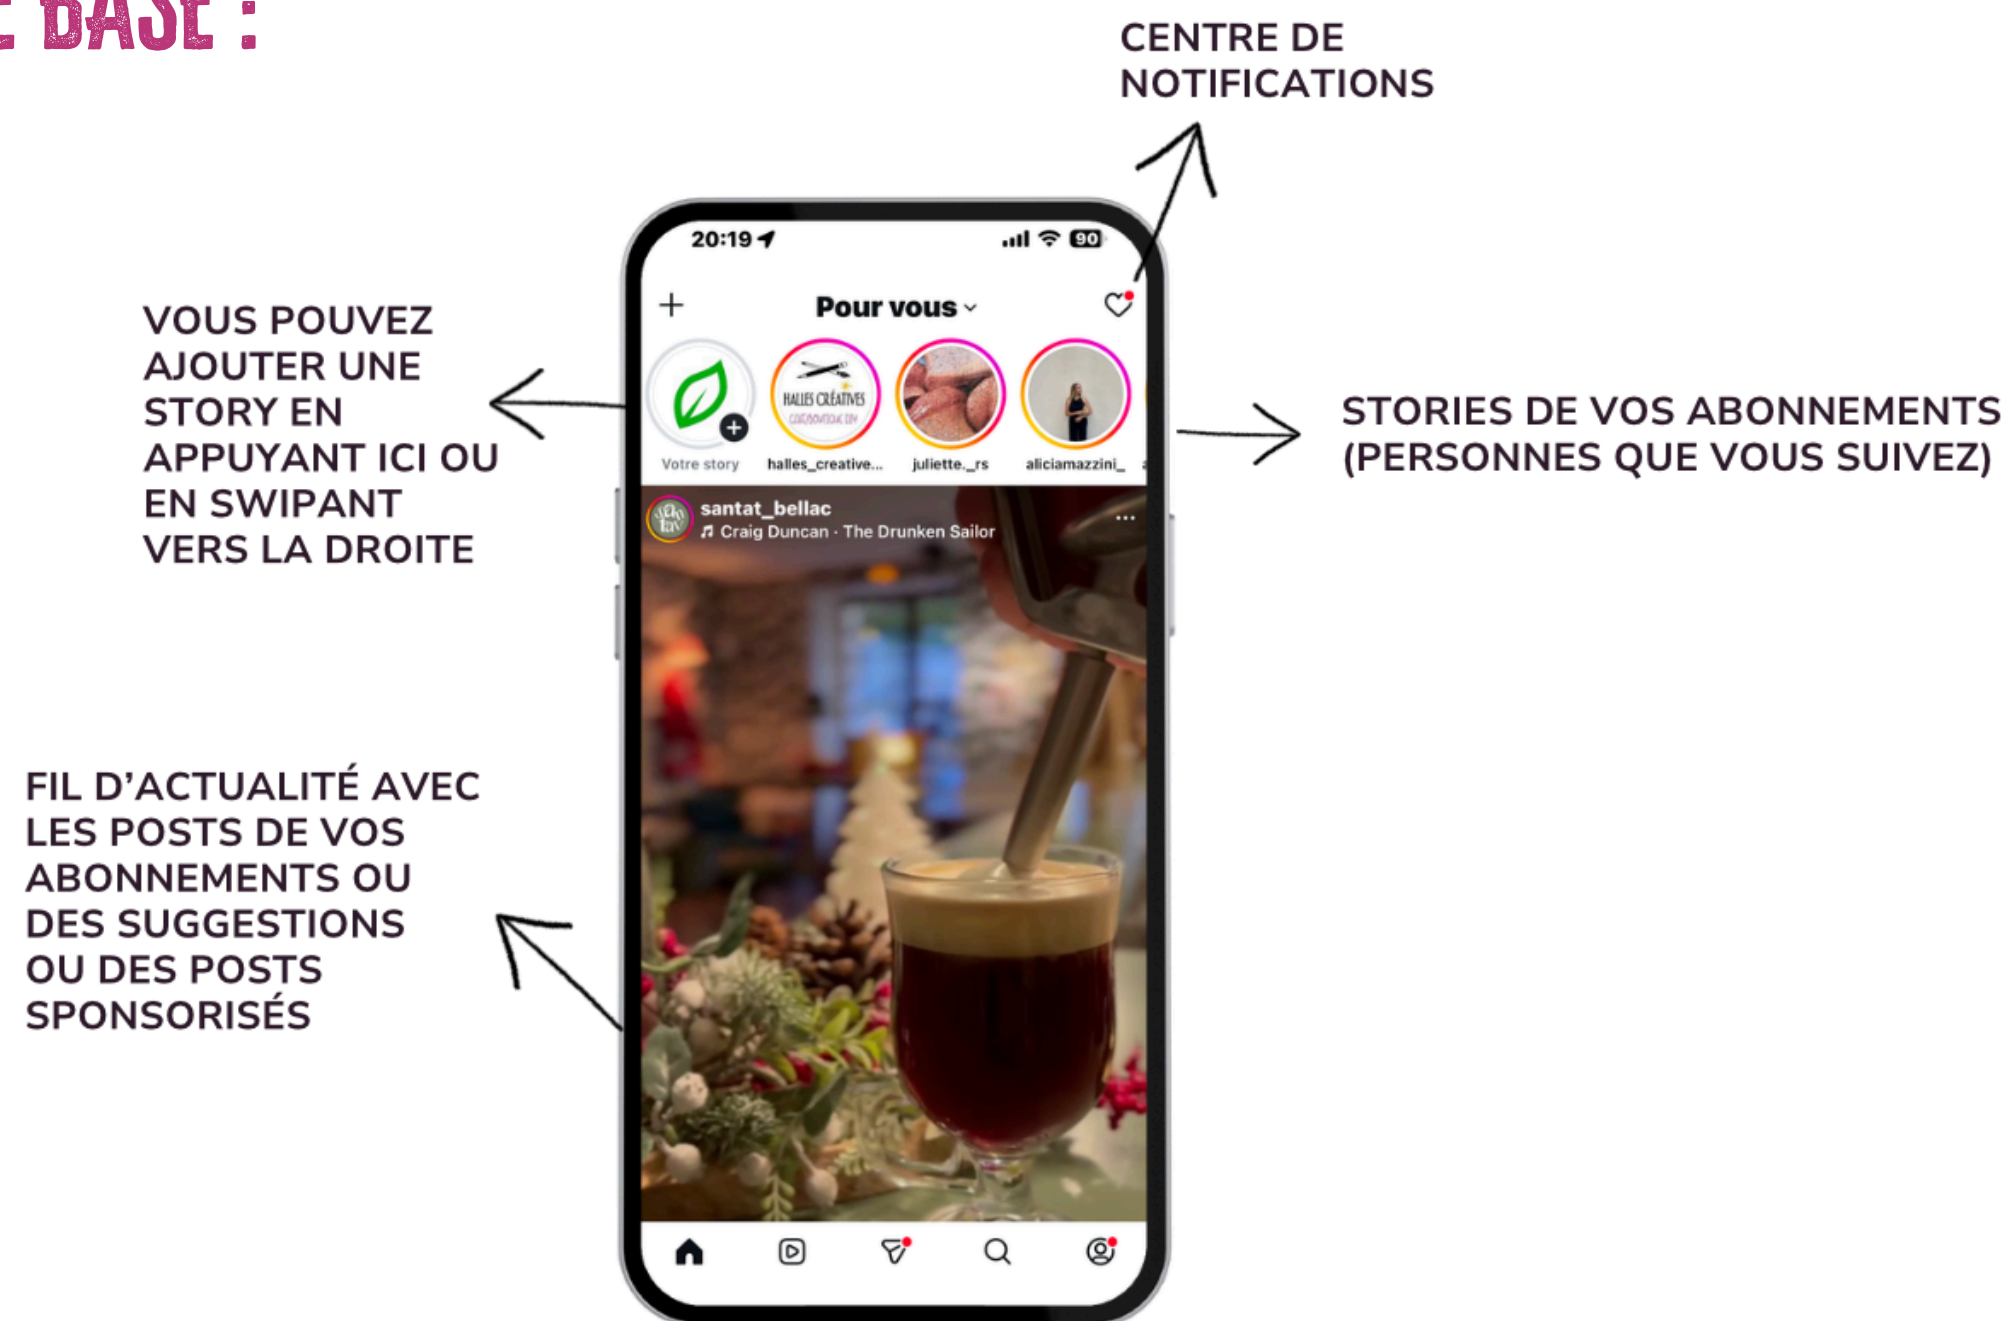 E BASE :
CENTRE DE
NOTIFICATIONS
VOUS POUVEZ
AJOUTER UNE
STORY EN
APPUYANT ICI OU
EN SWIPANT
VERS LA DROITE
20:19
90
Pour vous
HALLES CRÉATIVES
Votre story
halles_creative...
juliette._rs
aliciamazzini_
santat_bellac
Craig Duncan · The Drunken Sailor
STORIES DE VOS ABONNEMENTS
(PERSONNES QUE VOUS SUIVEZ)
FIL D’ACTUALITÉ AVEC
LES POSTS DE VOS
ABONNEMENTS OU
DES SUGGESTIONS
OU DES POSTS
SPONSORISÉS